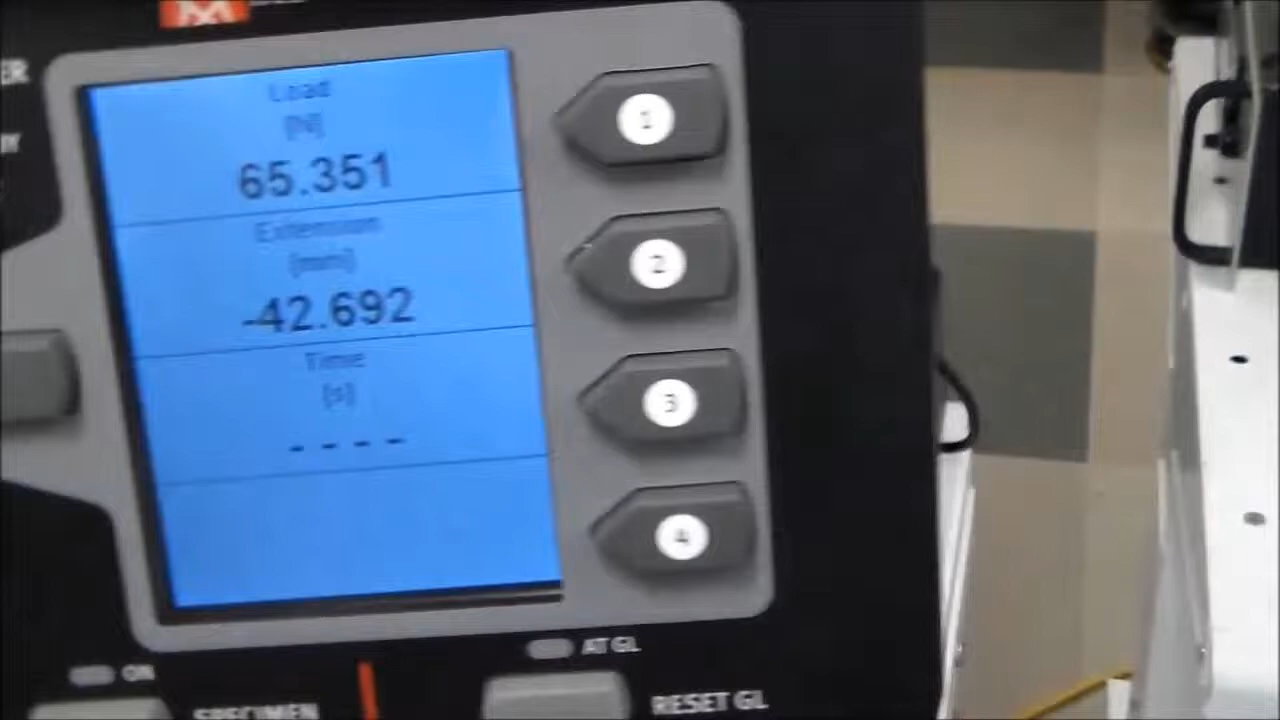 Load
[N]
65.351
1
Extension
[mm]
-42.692
2
Time
[s]
- - - -
3
4
ON
AT GL
SPECIMEN
RESET GL